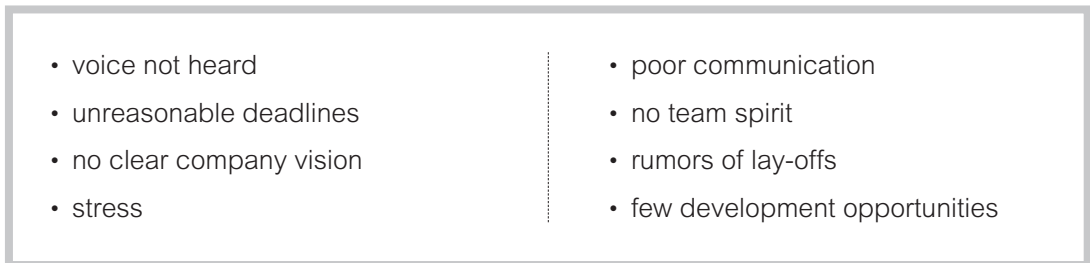 • voice not heard
• unreasonable deadlines
• no clear company vision
• stress
• poor communication
• no team spirit
• rumors of lay-offs
• few development opportunities